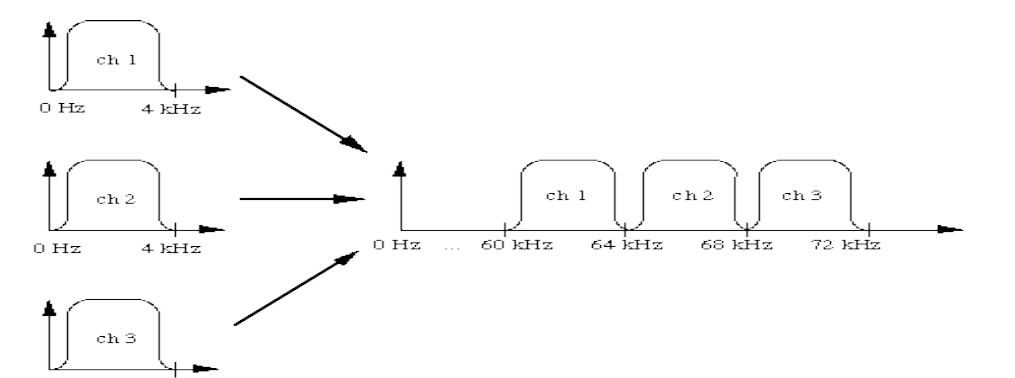 ch 1
0 Hz 4 kHz
ch 2
0 Hz 4 kHz
ch 3
ch 1 ch 2 ch 3
0 Hz ... 60 kHz 64 kHz 68 kHz 72 kHz